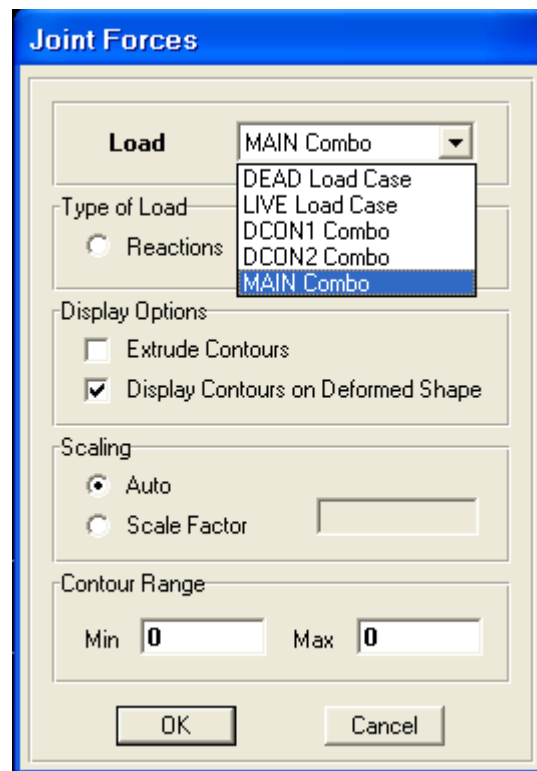 Joint Forces
Load MAIN Combo
DEAD Load Case
LIVE Load Case
DCON1 Combo
DCON2 Combo
MAIN Combo
Type of Load
Reactions
Display Options
Extrude Contours
Display Contours on Deformed Shape
Scaling
Auto
Scale Factor
Contour Range
Min 0 Max 0
OK Cancel